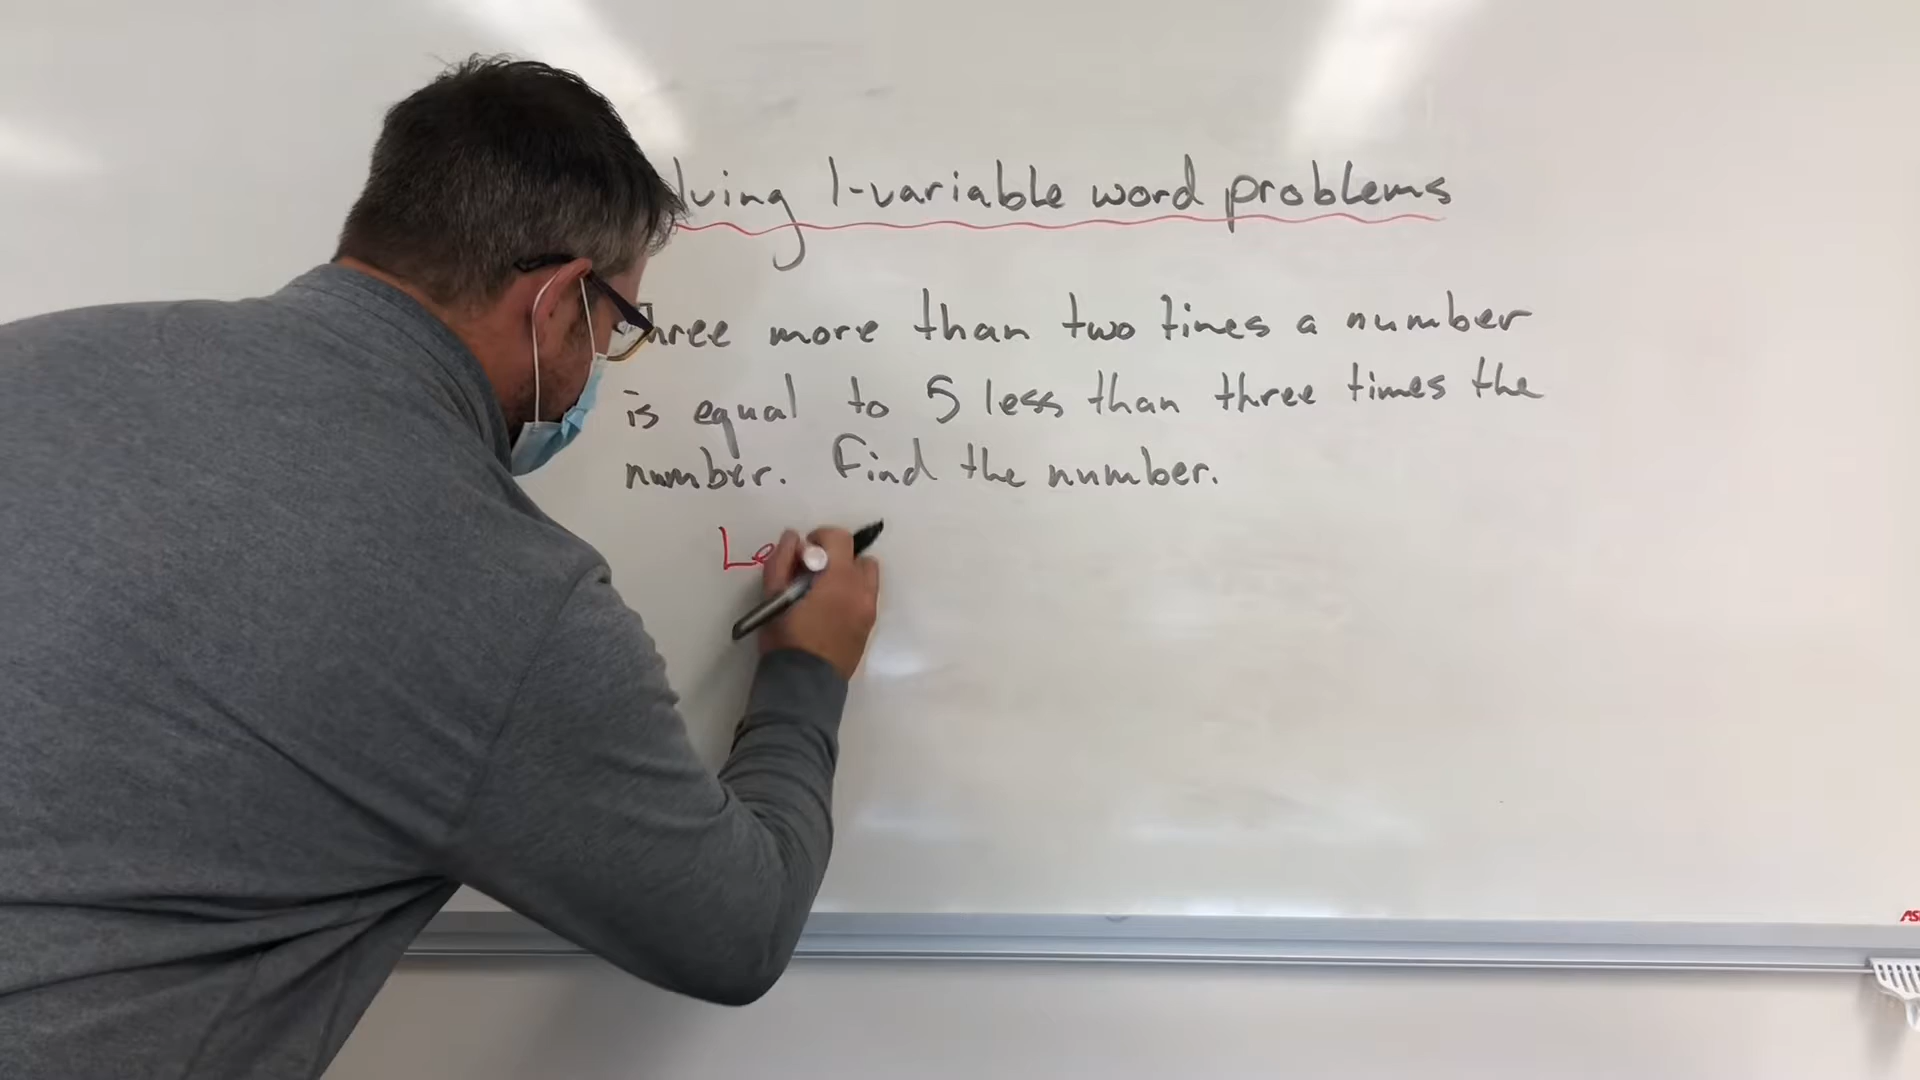 lving 1-variable word problems
Three more than two times a number
is equal to 5 less than three times the
number. Find the number.
Le